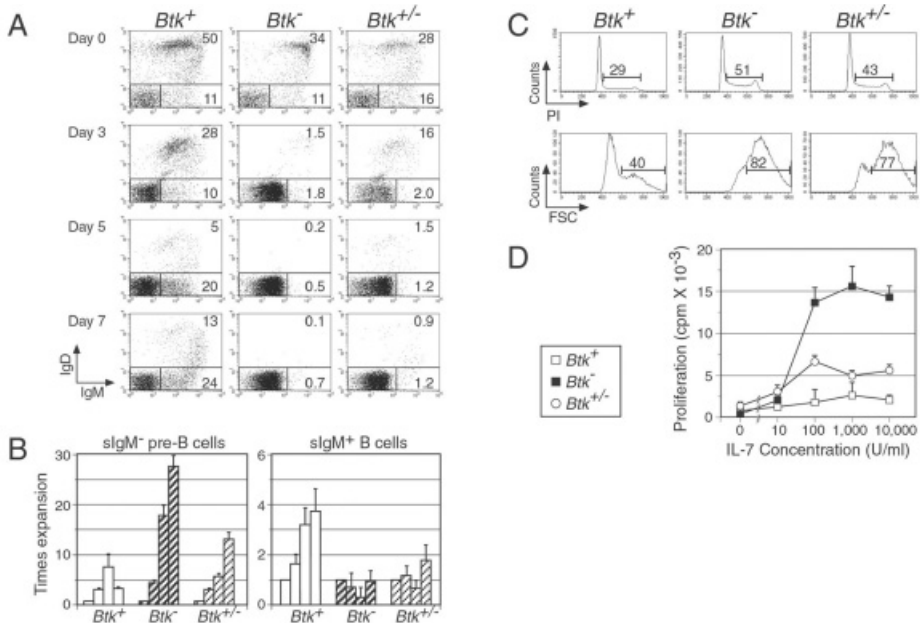 A
Btk+ Btk- Btk+/-
Day 0
50 34 28
11 11 16
Day 3
28 1.5 16
10 1.8 2.0
Day 5
5 0.2 1.5
20 0.5 1.2
Day 7
13 0.1 0.9
24 0.7 1.2
IgD
IgM
B
sIgM- pre-B cells sIgM+ B cells
Times expansion
30
20
10
5
0
6
4
2
0
Btk+ Btk- Btk+/- Btk+ Btk- Btk+/-
C
Btk+ Btk- Btk+/-
Counts
29 51 43
PI
Counts
40 82 77
FSC
D
Proliferation (cpm X 10-3)
20
15
10
5
0
0 10 100 1,000 10,000
IL-7 Concentration (U/ml)
Btk+
Btk-
Btk+/-